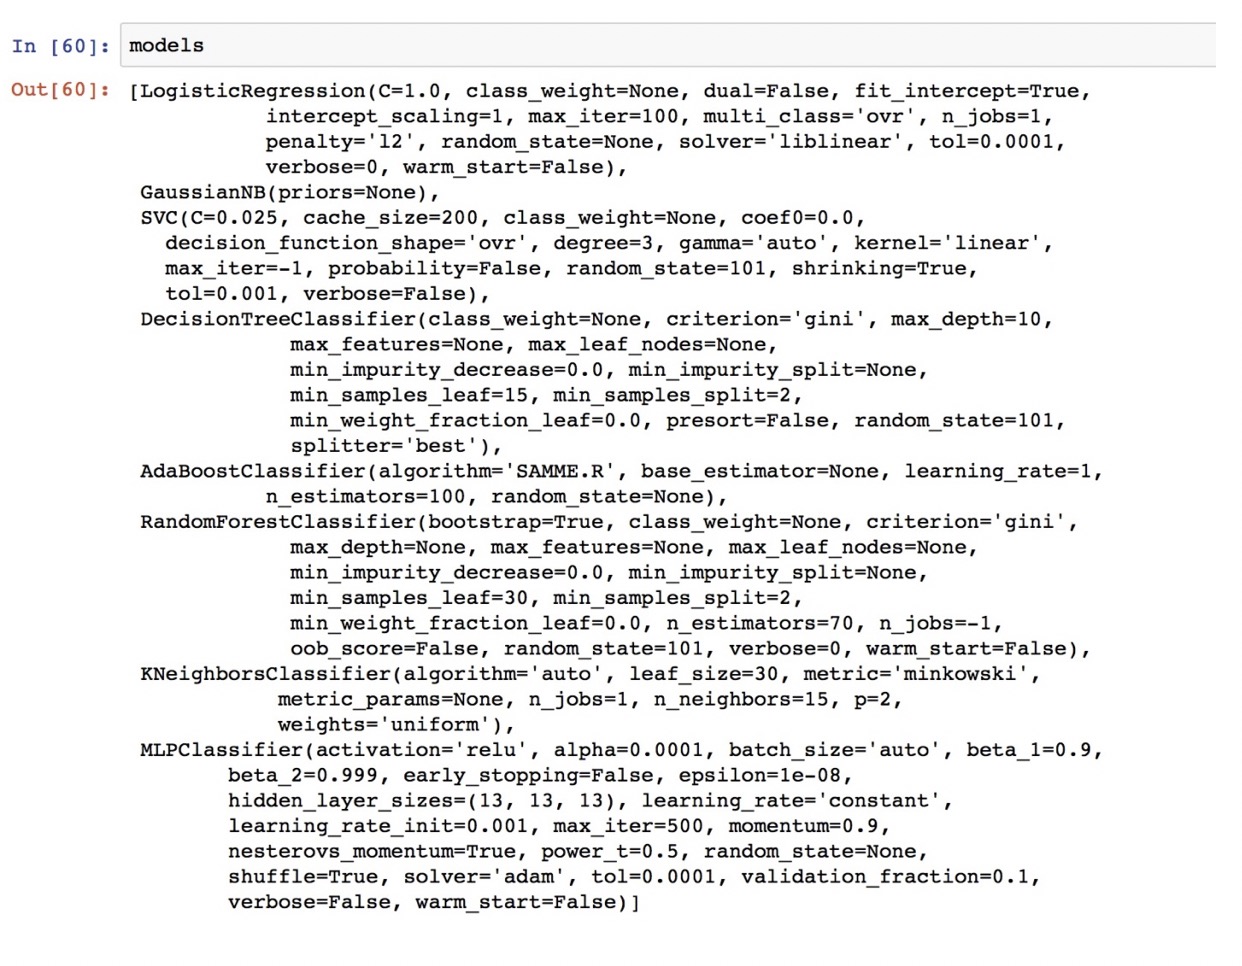 In [60]: models
Out[60]: [LogisticRegression(C=1.0, class_weight=None, dual=False, fit_intercept=True,
intercept_scaling=1, max_iter=100, multi_class='ovr', n_jobs=1,
penalty='l2', random_state=None, solver='liblinear', tol=0.0001,
verbose=0, warm_start=False),
GaussianNB(priors=None),
SVC(C=0.025, cache_size=200, class_weight=None, coef0=0.0,
decision_function_shape='ovr', degree=3, gamma='auto', kernel='linear',
max_iter=-1, probability=False, random_state=101, shrinking=True,
tol=0.001, verbose=False),
DecisionTreeClassifier(class_weight=None, criterion='gini', max_depth=10,
max_features=None, max_leaf_nodes=None,
min_impurity_decrease=0.0, min_impurity_split=None,
min_samples_leaf=15, min_samples_split=2,
min_weight_fraction_leaf=0.0, presort=False, random_state=101,
splitter='best'),
AdaBoostClassifier(algorithm='SAMME.R', base_estimator=None, learning_rate=1,
n_estimators=100, random_state=None),
RandomForestClassifier(bootstrap=True, class_weight=None, criterion='gini',
max_depth=None, max_features=None, max_leaf_nodes=None,
min_impurity_decrease=0.0, min_impurity_split=None,
min_samples_leaf=30, min_samples_split=2,
min_weight_fraction_leaf=0.0, n_estimators=70, n_jobs=-1,
oob_score=False, random_state=101, verbose=0, warm_start=False),
KNeighborsClassifier(algorithm='auto', leaf_size=30, metric='minkowski',
metric_params=None, n_jobs=1, n_neighbors=15, p=2,
weights='uniform'),
MLPClassifier(activation='relu', alpha=0.0001, batch_size='auto', beta_1=0.9,
beta_2=0.999, early_stopping=False, epsilon=1e-08,
hidden_layer_sizes=(13, 13, 13), learning_rate='constant',
learning_rate_init=0.001, max_iter=500, momentum=0.9,
nesterovs_momentum=True, power_t=0.5, random_state=None,
shuffle=True, solver='adam', tol=0.0001, validation_fraction=0.1,
verbose=False, warm_start=False)]